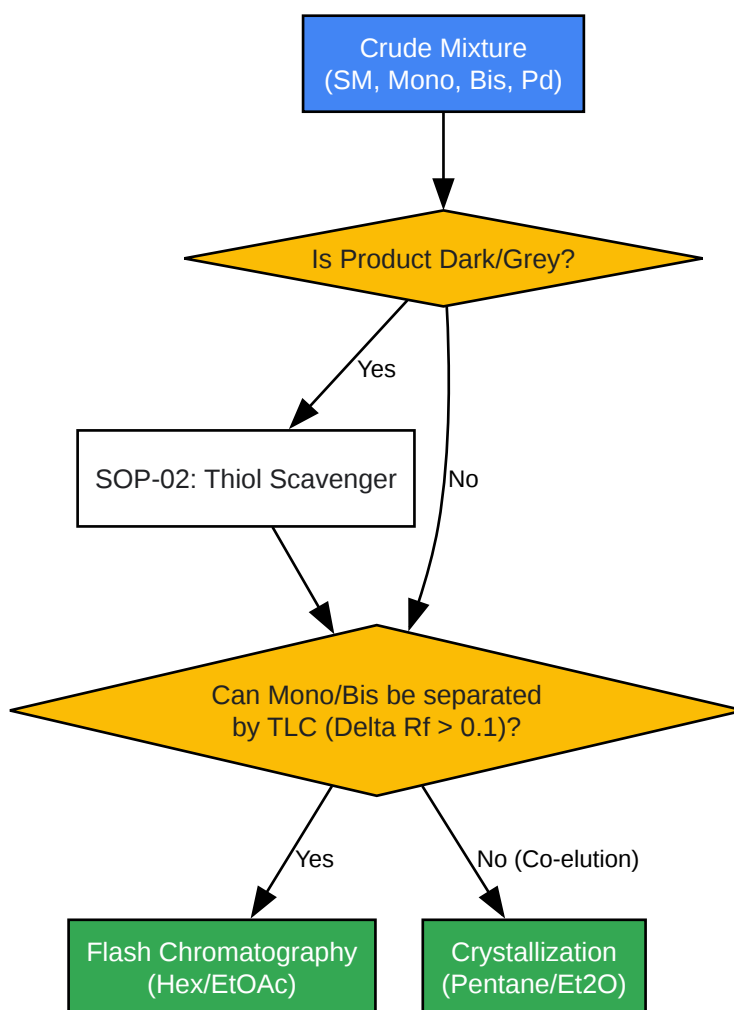 Crude Mixture
(SM, Mono, Bis, Pd)
Is Product Dark/Grey?
Yes
SOP-02: Thiol Scavenger
No
Can Mono/Bis be separated
by TLC (Delta Rf > 0.1)?
Yes
No (Co-elution)
Flash Chromatography
(Hex/EtOAc)
Crystallization
(Pentane/Et2O)